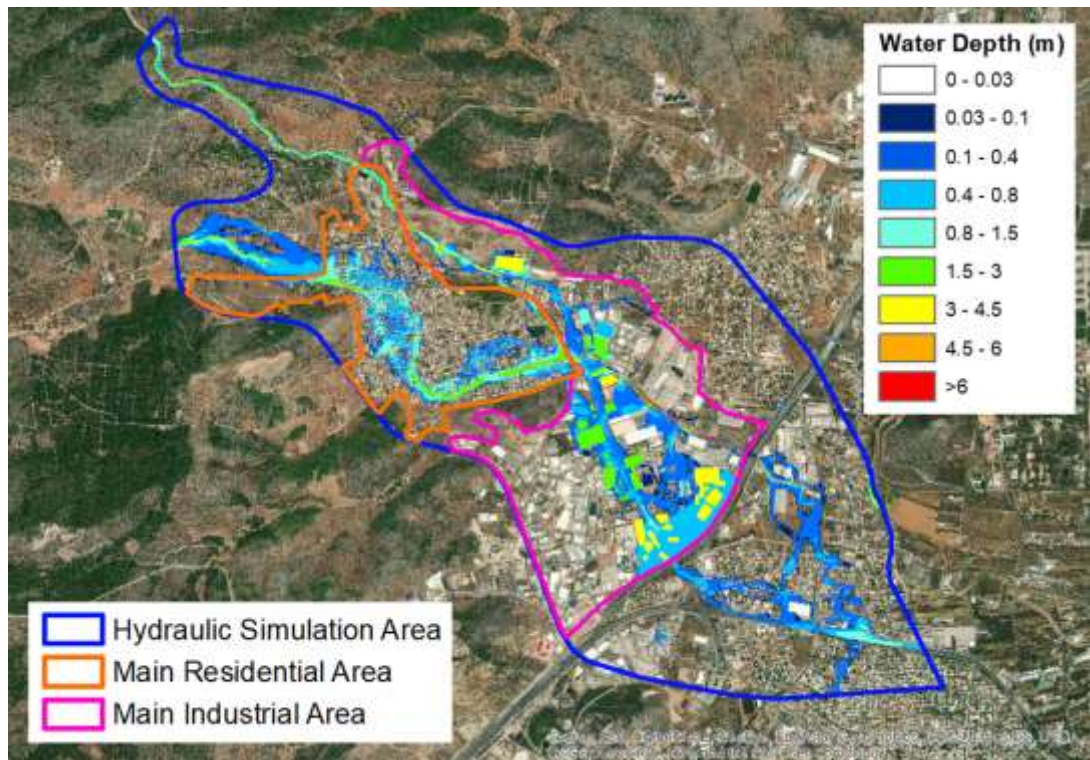 Water Depth (m)
0 - 0.03
0.03 - 0.1
0.1 - 0.4
0.4 - 0.8
0.8 - 1.5
1.5 - 3
3 - 4.5
4.5 - 6
>6
Hydraulic Simulation Area
Main Residential Area
Main Industrial Area